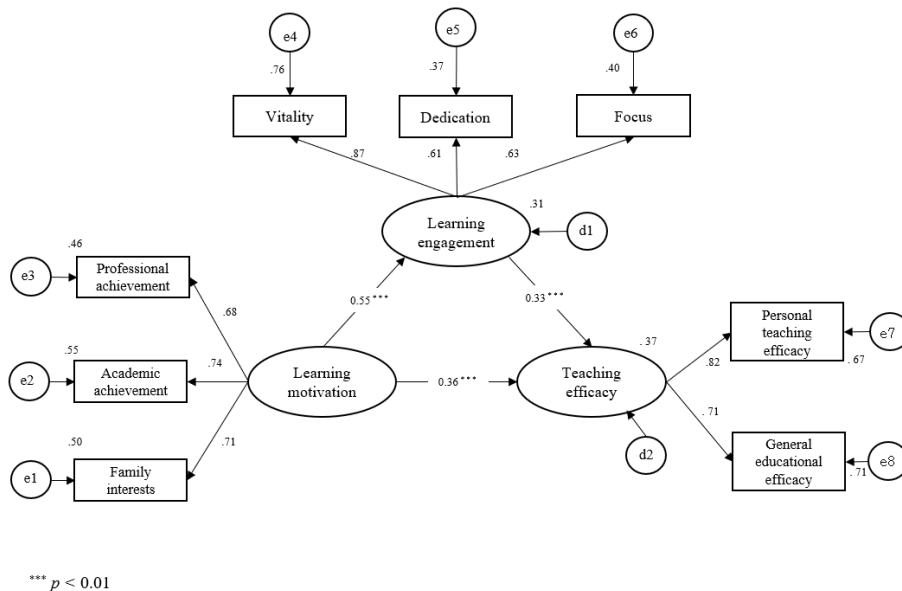 e4
e5
e6
.76
.37
.40
Vitality
Dedication
Focus
.87
.61
.63
.31
Learning
engagement
d1
.46
e3
Professional
achievement
.68
0.55 ***
0.33 ***
.55
e2
Academic
achievement
.74
Learning
motivation
0.36 ***
.37
Teaching
efficacy
.82
Personal
teaching
efficacy
e7
.67
.50
e1
Family
interests
.71
d2
. 71
General
educational
efficacy
e8
. 71
*** p < 0.01